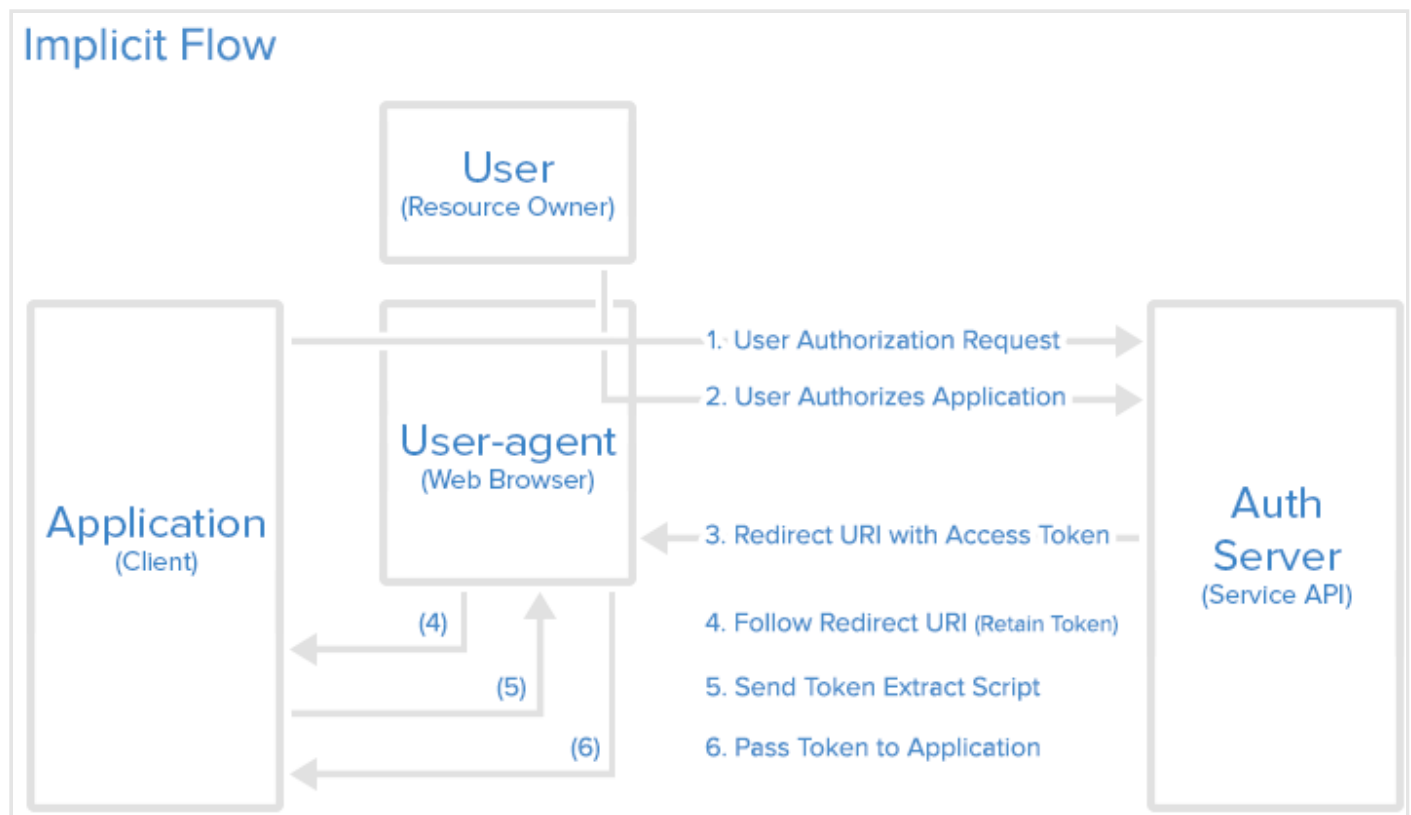 Implicit Flow
User
(Resource Owner)
1. User Authorization Request
2. User Authorizes Application
User-agent
(Web Browser)
Application
(Client)
3. Redirect URI with Access Token
Auth
Server
(Service API)
(4)
4. Follow Redirect URI (Retain Token)
(5)
5. Send Token Extract Script
(6)
6. Pass Token to Application